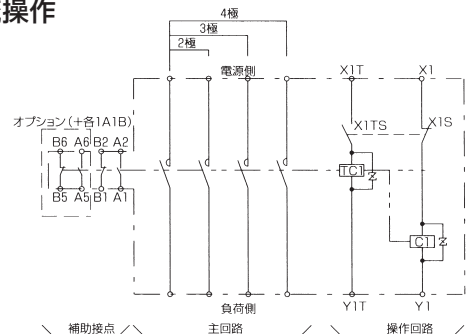 操作
4極
3極
2極
電源側
X1T X1
オプション(+各1A1B)
X1TS X1S
B6 A6 B2 A2
TC1
B5 A5 B1 A1
C1
負荷側
Y1T Y1
補助接点 主回路 操作回路